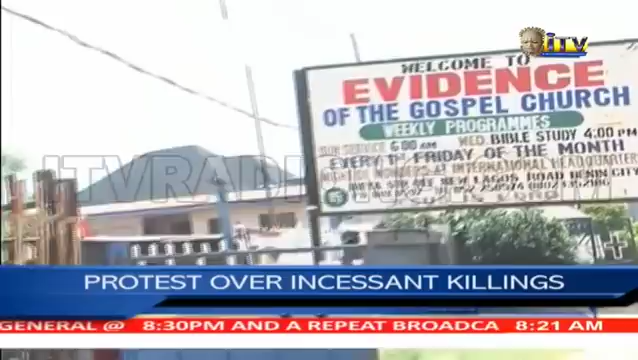 iTV
WELCOME TO
EVIDENCE
OF THE GOSPEL CHURCH
WEEKLY PROGRAMMES
SUN SERVICE 6:00 AM WED. BIBLE STUDY 4:00 PM
EVERY 1ST FRIDAY OF THE MONTH
AT INTERNATIONAL HEADQUARTERS
NEW LAGOS ROAD BENIN CITY
ITVRADIO
PROTEST OVER INCESSANT KILLINGS
GENERAL @ 8:30PM AND A REPEAT BROADCA 8:21 AM